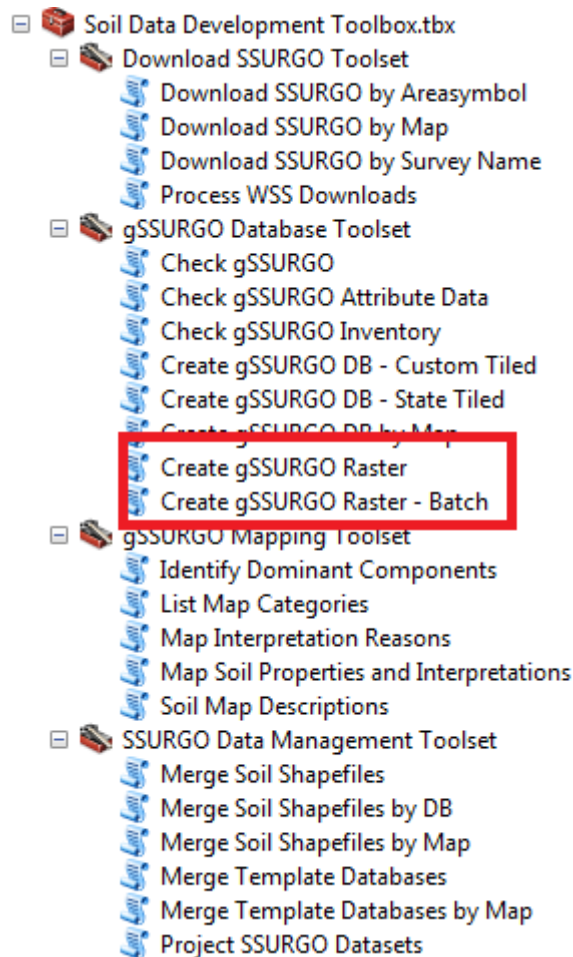 Soil Data Development Toolbox.tbx
Download SSURGO Toolset
Download SSURGO by Areasymbol
Download SSURGO by Map
Download SSURGO by Survey Name
Process WSS Downloads
gSSURGO Database Toolset
Check gSSURGO
Check gSSURGO Attribute Data
Check gSSURGO Inventory
Create gSSURGO DB - Custom Tiled
Create gSSURGO DB - State Tiled
Create gSSURGO DB by Map
Create gSSURGO Raster
Create gSSURGO Raster - Batch
gSSURGO Mapping Toolset
Identify Dominant Components
List Map Categories
Map Interpretation Reasons
Map Soil Properties and Interpretations
Soil Map Descriptions
SSURGO Data Management Toolset
Merge Soil Shapefiles
Merge Soil Shapefiles by DB
Merge Soil Shapefiles by Map
Merge Template Databases
Merge Template Databases by Map
Project SSURGO Datasets